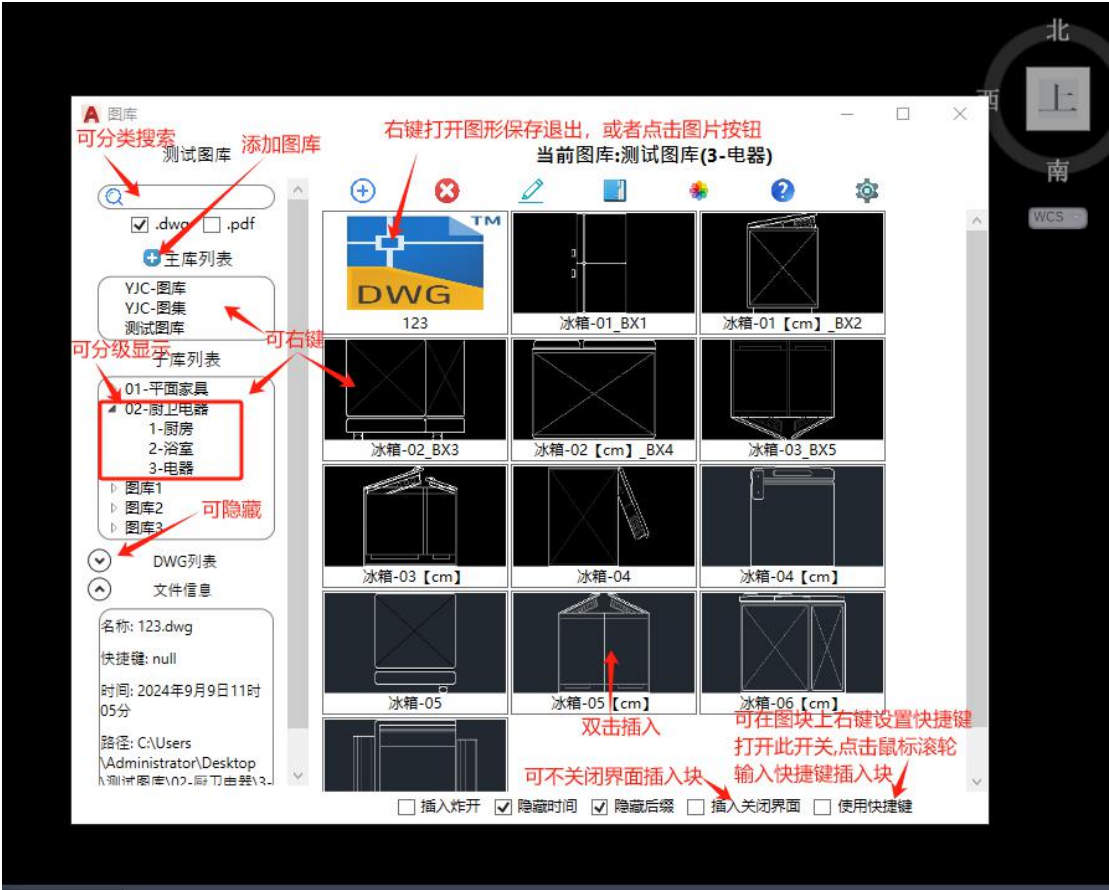 北
西
上
南
WCS
图库
可分类搜索
测试图库
添加图库
右键打开图形保存退出，或者点击图片按钮
当前图库:测试图库(3-电器)
.dwg
.pdf
主库列表
YJC-图库
YJC-图集
测试图库
可右键
可分级显示
子库列表
01-平面家具
02-厨卫电器
1-厨房
2-浴室
3-电器
图库1
图库2
图库3
可隐藏
DWG列表
文件信息
名称: 123.dwg
快捷键: null
时间: 2024年9月9日11时
05分
路径: C:\Users
\Administrator\Desktop
\测试图库\02-厨卫电器\3-
TM
DWG
123
冰箱-01_BX1
冰箱-01【cm】_BX2
冰箱-02_BX3
冰箱-02【cm】_BX4
冰箱-03_BX5
冰箱-03【cm】
冰箱-04
冰箱-04【cm】
冰箱-05
冰箱-05【cm】
冰箱-06【cm】
双击插入
可在图块上右键设置快捷键
打开此开关,点击鼠标滚轮
输入快捷键插入块
可不关闭界面插入块
插入炸开
隐藏时间
隐藏后缀
插入关闭界面
使用快捷键